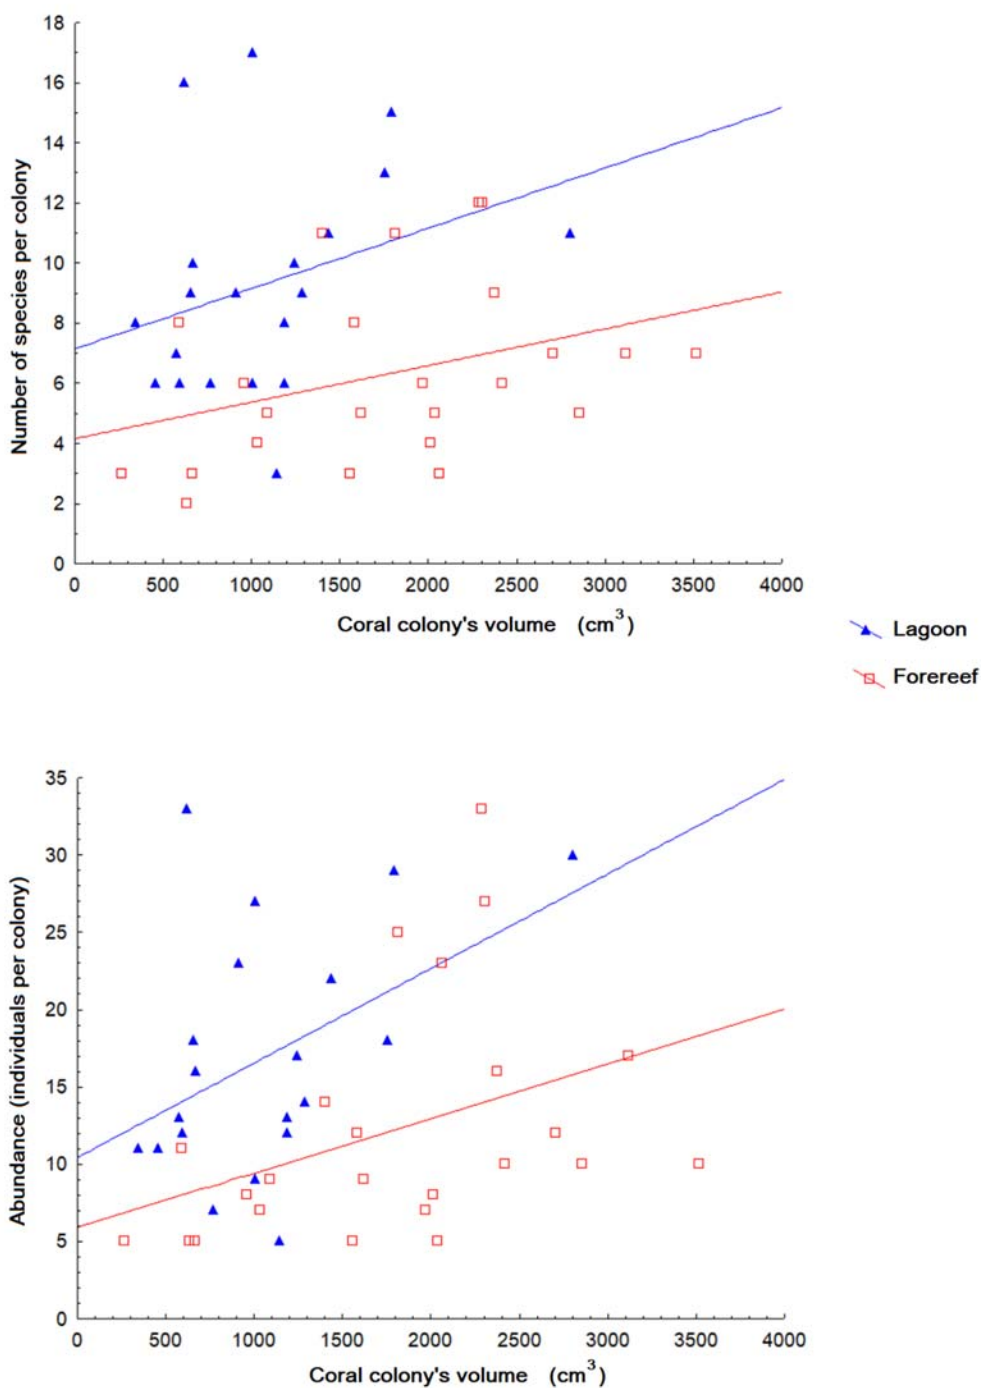 18
16
14
12
10
8
6
4
2
0
Number of species per colony
0 500 1000 1500 2000 2500 3000 3500 4000
Coral colony's volume (cm³)
Lagoon
Forereef
35
30
25
20
15
10
5
0
Abundance (individuals per colony)
0 500 1000 1500 2000 2500 3000 3500 4000
Coral colony's volume (cm³)